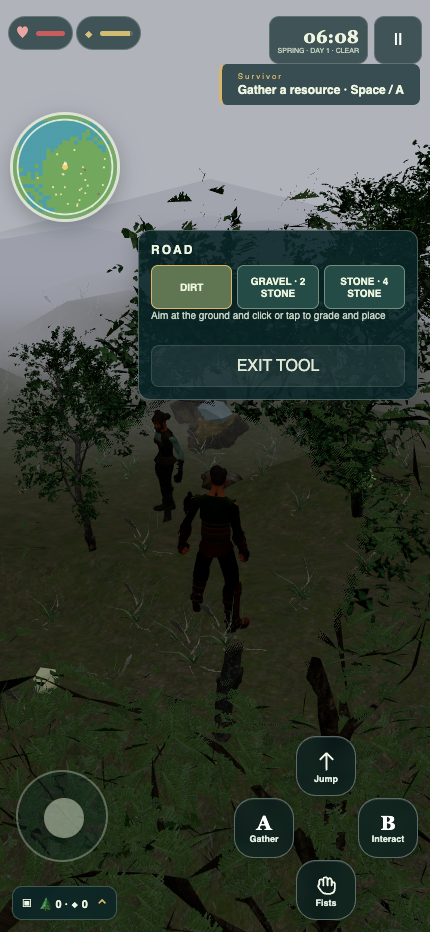 06:08
SPRING · DAY 1 · CLEAR
Survivor
Gather a resource · Space / A
ROAD
DIRT
GRAVEL · 2
STONE
STONE · 4
STONE
Aim at the ground and click or tap to grade and place
EXIT TOOL
Jump
A
Gather
B
Interact
Fists
0 · ◆ 0